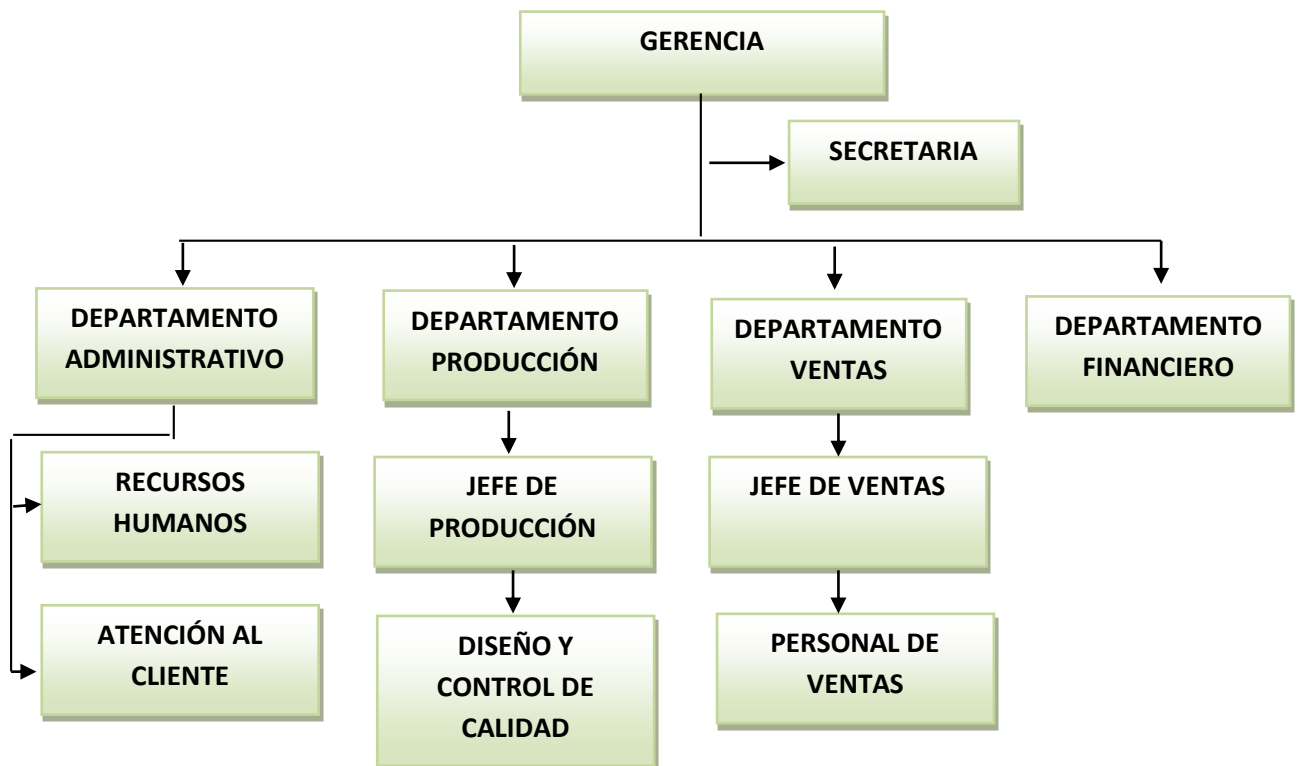 GERENCIA
SECRETARIA
DEPARTAMENTO
ADMINISTRATIVO
DEPARTAMENTO
PRODUCCIÓN
DEPARTAMENTO
VENTAS
DEPARTAMENTO
FINANCIERO
RECURSOS
HUMANOS
JEFE DE
PRODUCCIÓN
JEFE DE VENTAS
ATENCIÓN AL
CLIENTE
DISEÑO Y
CONTROL DE
CALIDAD
PERSONAL DE
VENTAS